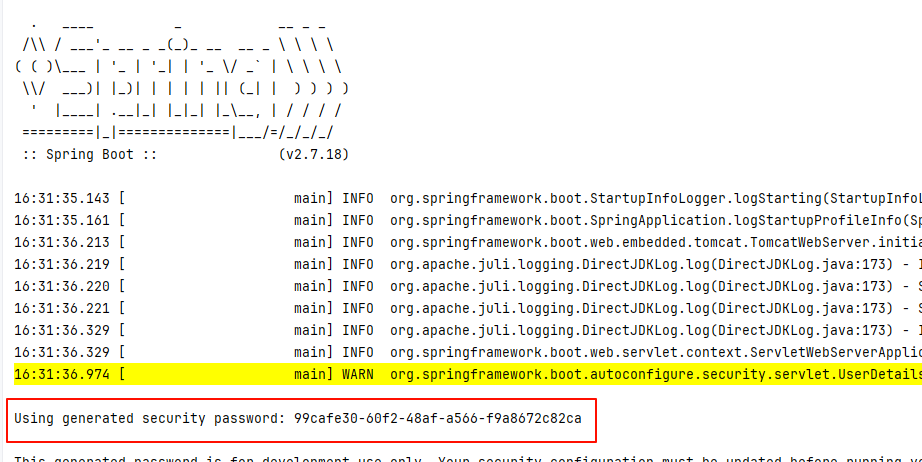 .   ____          _            __ _ _
 /\\ / ___'_ __ _ _(_)_ __  __ _ \ \ \ \
( ( )\___ | '_ | '_| | '_ \/ _` | \ \ \ \
 \\/  ___)| |_)| | | | | || (_| |  ) ) ) )
  '  |____| .__|_| |_|_| |_\__, | / / / /
 =========|_|==============|___/=/_/_/_/
 :: Spring Boot ::               (v2.7.18)
16:31:35.143 [                     main] INFO  org.springframework.boot.StartupInfoLogger.logStarting(StartupInfoL
16:31:35.161 [                     main] INFO  org.springframework.boot.SpringApplication.logStartupProfileInfo(Sp
16:31:36.213 [                     main] INFO  org.springframework.boot.web.embedded.tomcat.TomcatWebServer.initia
16:31:36.219 [                     main] INFO  org.apache.juli.logging.DirectJDKLog.log(DirectJDKLog.java:173) - I
16:31:36.220 [                     main] INFO  org.apache.juli.logging.DirectJDKLog.log(DirectJDKLog.java:173) - S
16:31:36.221 [                     main] INFO  org.apache.juli.logging.DirectJDKLog.log(DirectJDKLog.java:173) - S
16:31:36.329 [                     main] INFO  org.apache.juli.logging.DirectJDKLog.log(DirectJDKLog.java:173) - I
16:31:36.329 [                     main] INFO  org.springframework.boot.web.servlet.context.ServletWebServerApplic
16:31:36.974 [                     main] WARN  org.springframework.boot.autoconfigure.security.servlet.UserDetails
Using generated security password: 99cafe30-60f2-48af-a566-f9a8672c82ca
This generated password is for development use only. Your security configuration must be updated before running yo